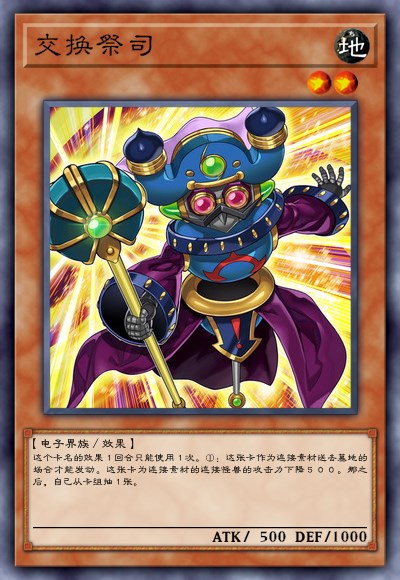 交换祭司
地
【电子界族／效果】
这个卡名的效果1回合只能使用1次。①：这张卡作为连接素材送去墓地的
场合才能发动。这张卡为连接素材的连接怪兽的攻击力下降５００。那之
后，自己从卡组抽1张。
ATK/ 500 DEF/1000